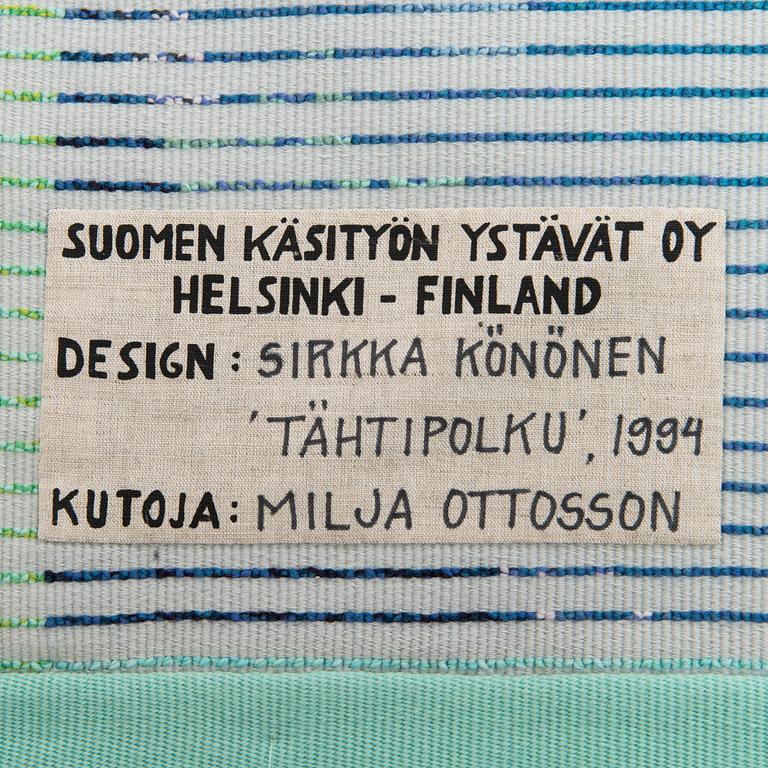 SUOMEN KÄSITYÖN YSTÄVÄT OY
HELSINKI - FINLAND
DESIGN: SIRKKA KÖNÖNEN
'TÄHTIPOLKU', 1994
KUTOJA: MILJA OTTOSSON